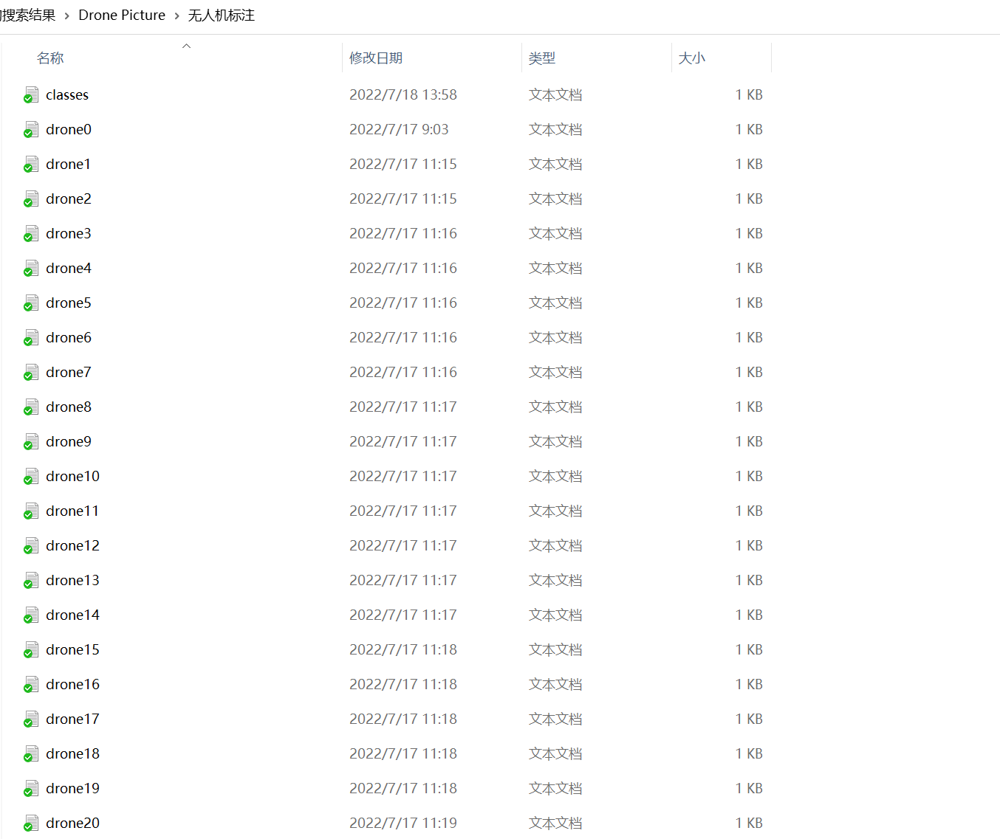 的搜索结果 › Drone Picture › 无人机标注
名称 修改日期 类型 大小
classes 2022/7/18 13:58 文本文档 1 KB
drone0 2022/7/17 9:03 文本文档 1 KB
drone1 2022/7/17 11:15 文本文档 1 KB
drone2 2022/7/17 11:15 文本文档 1 KB
drone3 2022/7/17 11:16 文本文档 1 KB
drone4 2022/7/17 11:16 文本文档 1 KB
drone5 2022/7/17 11:16 文本文档 1 KB
drone6 2022/7/17 11:16 文本文档 1 KB
drone7 2022/7/17 11:16 文本文档 1 KB
drone8 2022/7/17 11:17 文本文档 1 KB
drone9 2022/7/17 11:17 文本文档 1 KB
drone10 2022/7/17 11:17 文本文档 1 KB
drone11 2022/7/17 11:17 文本文档 1 KB
drone12 2022/7/17 11:17 文本文档 1 KB
drone13 2022/7/17 11:17 文本文档 1 KB
drone14 2022/7/17 11:17 文本文档 1 KB
drone15 2022/7/17 11:18 文本文档 1 KB
drone16 2022/7/17 11:18 文本文档 1 KB
drone17 2022/7/17 11:18 文本文档 1 KB
drone18 2022/7/17 11:18 文本文档 1 KB
drone19 2022/7/17 11:18 文本文档 1 KB
drone20 2022/7/17 11:19 文本文档 1 KB